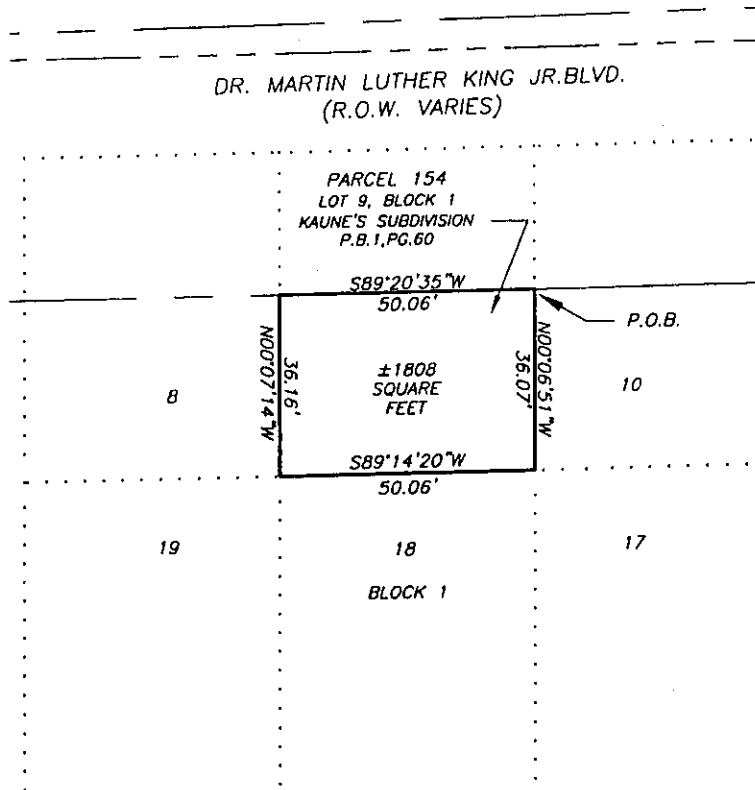 DR. MARTIN LUTHER KING JR.BLVD.
(R.O.W. VARIES)
PARCEL 154
LOT 9, BLOCK 1
KAUNE'S SUBDIVISION
P.B.1,PG.60
S89°20'35"W
50.06'
P.O.B.
N00°07'14"W
36.16'
±1808
SQUARE
FEET
36.07'
N00°06'51"W
8
10
S89°14'20"W
50.06'
19
18
17
BLOCK 1